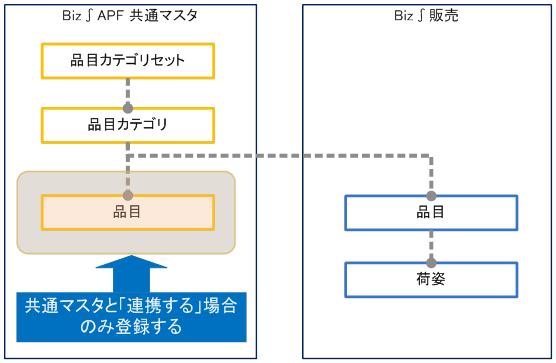 Biz∫APF 共通マスタ
品目カテゴリセット
品目カテゴリ
品目
共通マスタと「連携する」場合
のみ登録する
Biz∫販売
品目
荷姿